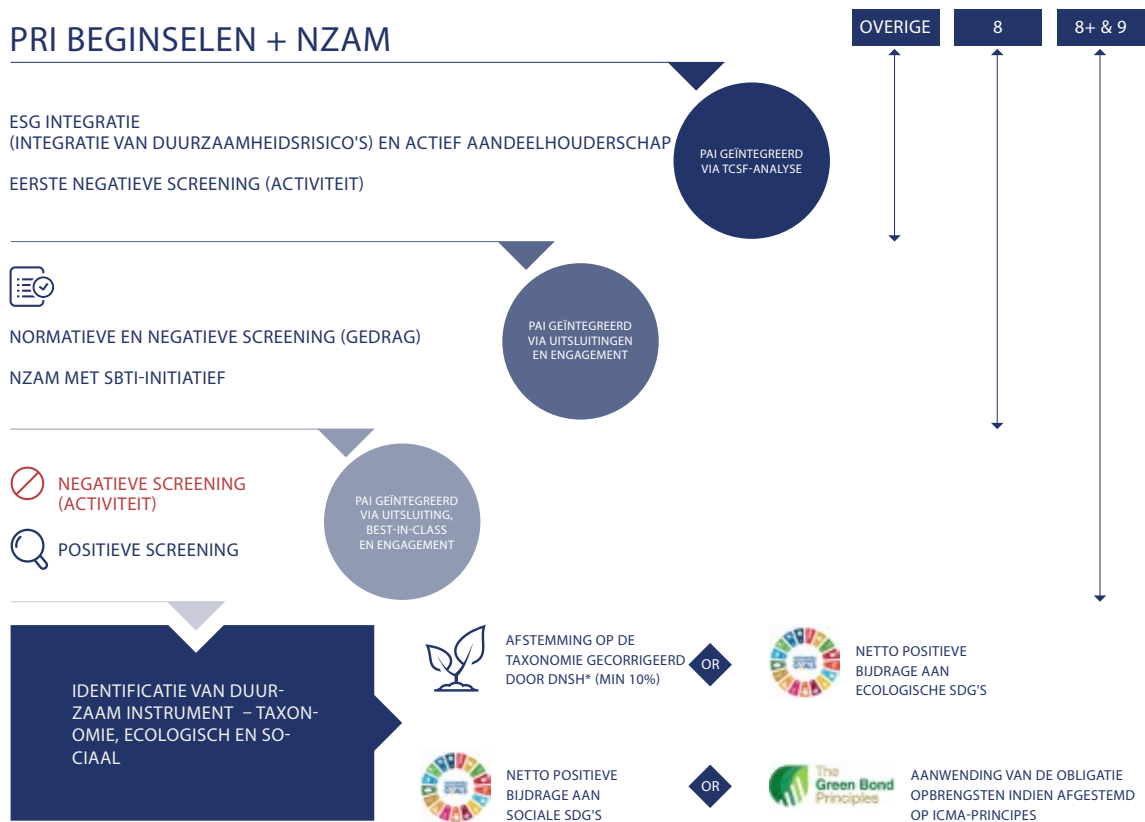 PRI BEGINSELEN + NZAM
OVERIGE
8
8+ & 9
ESG INTEGRATIE
(INTEGRATIE VAN DUURZAAMHEIDSRISICO'S) EN ACTIEF AANDEELHOUDERSCHAP
EERSTE NEGATIEVE SCREENING (ACTIVITEIT)
PAI GEÏNTEGREERD
VIA TCSF-ANALYSE
NORMATIEVE EN NEGATIEVE SCREENING (GEDRAG)
NZAM MET SBTI-INITIATIEF
PAI GEÏNTEGREERD
VIA UITSLUITINGEN
EN ENGAGEMENT
NEGATIEVE SCREENING
(ACTIVITEIT)
POSITIEVE SCREENING
PAI GEÏNTEGREERD
VIA UITSLUITING,
BEST-IN-CLASS
EN ENGAGEMENT
IDENTIFICATIE VAN DUUR-
ZAAM INSTRUMENT – TAXON-
OMIE, ECOLOGISCH EN SO-
CIAAL
AFSTEMMING OP DE
TAXONOMIE GECORRIGEERD
DOOR DNSH* (MIN 10%)
OR
NETTO POSITIEVE
BIJDRAGE AAN
ECOLOGISCHE SDG'S
NETTO POSITIEVE
BIJDRAGE AAN
SOCIALE SDG'S
OR
The
Green Bond
Principles
AANWENDING VAN DE OBLIGATIE
OPBRENGSTEN INDIEN AFGESTEMD
OP ICMA-PRINCIPES